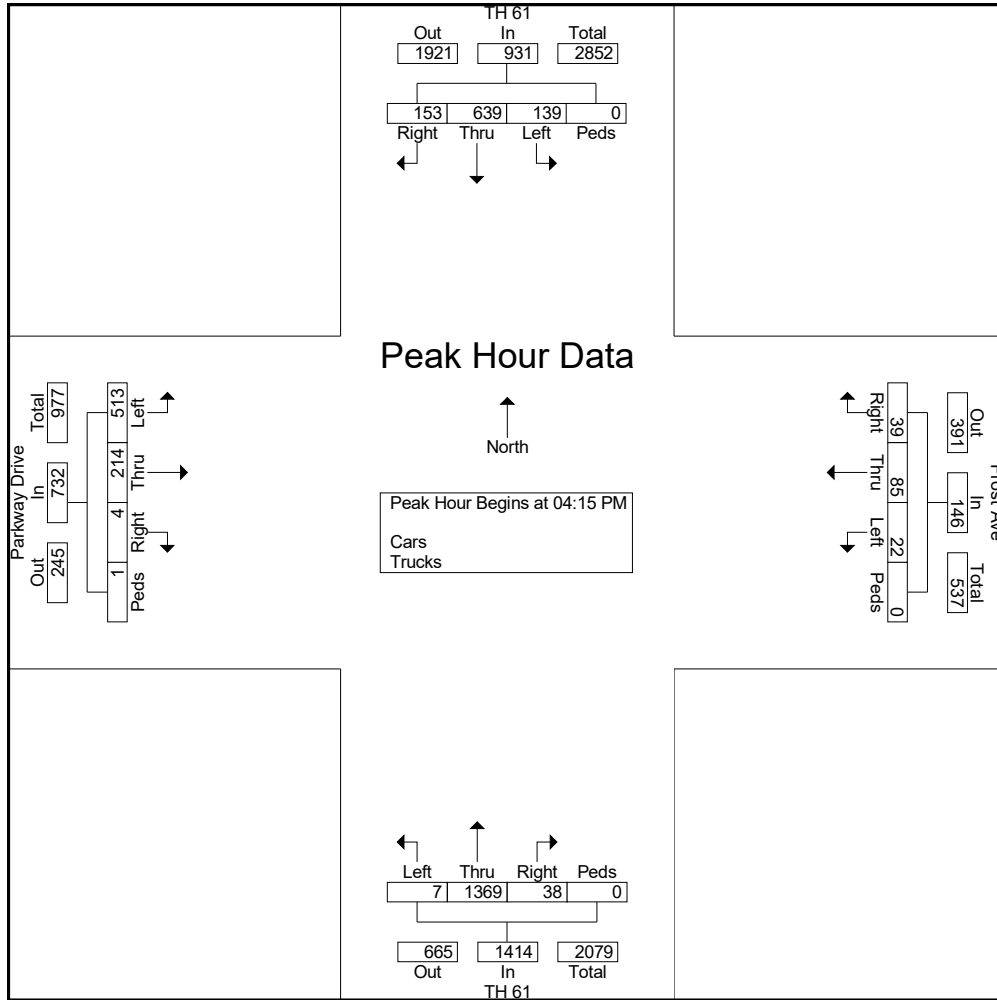 TH 61
Out In Total
1921 931 2852
153 639 139 0
Right Thru Left Peds
Peak Hour Data
North
Peak Hour Begins at 04:15 PM
Cars
Trucks
Parkway Drive
Out In Total
245 732 977
513 214 4 1
Left Thru Right Peds
Right Thru Left Peds
39 85 22 0
Out In Total
391 146 537
Frost Ave
Left Thru Right Peds
7 1369 38 0
665 1414 2079
Out In Total
TH 61